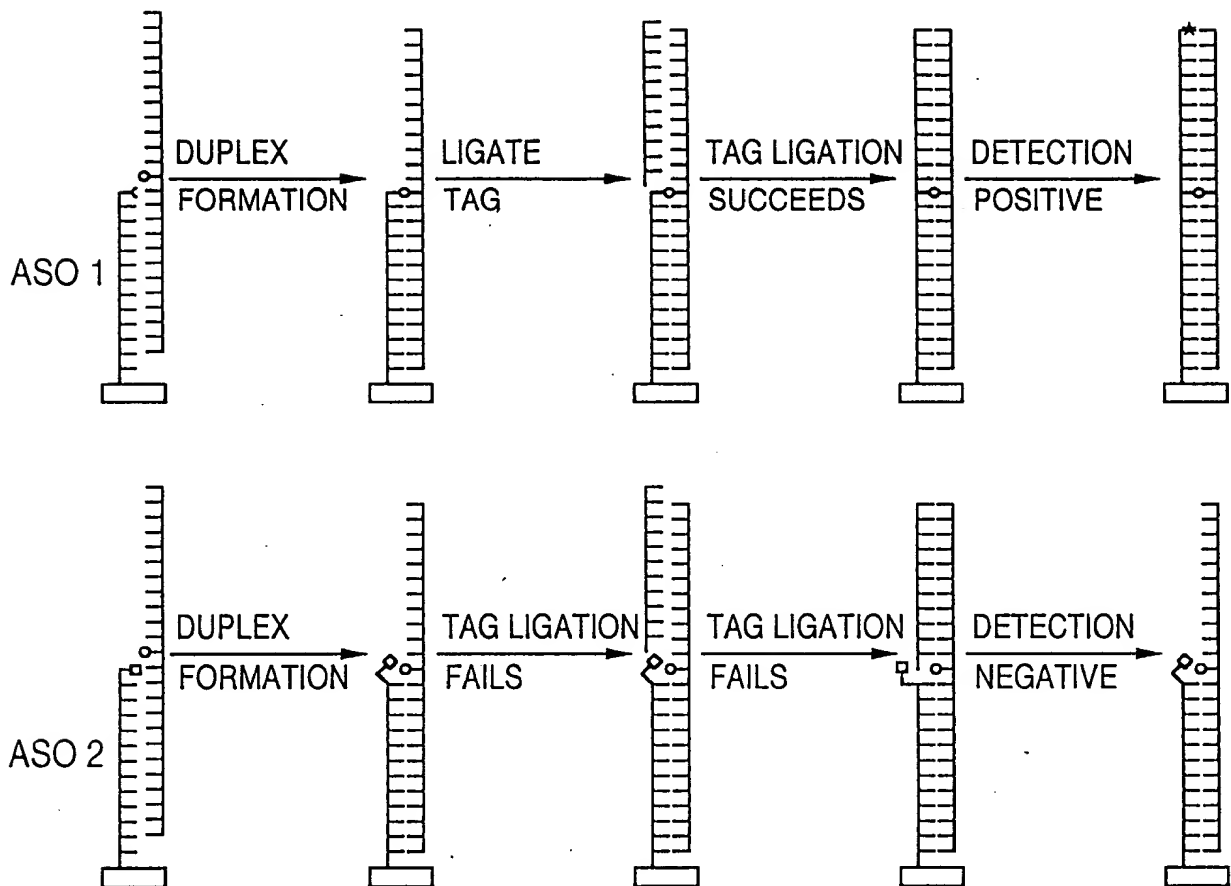 DUPLEX
FORMATION
LIGATE
TAG
TAG LIGATION
SUCCEEDS
DETECTION
POSITIVE
ASO 1
DUPLEX
FORMATION
TAG LIGATION
FAILS
TAG LIGATION
FAILS
DETECTION
NEGATIVE
ASO 2